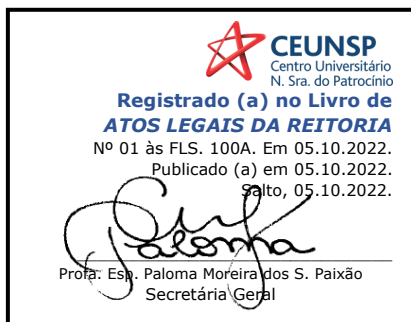 CEUNSP
Centro Universitário
N. Sra. do Patrocínio
Registrado (a) no Livro de
ATOS LEGAIS DA REITORIA
Nº 01 às FLS. 100A. Em 05.10.2022.
Publicado (a) em 05.10.2022.
Salto, 05.10.2022.
Paloma
Profa. Esp. Paloma Moreira dos S. Paixão
Secretária Geral